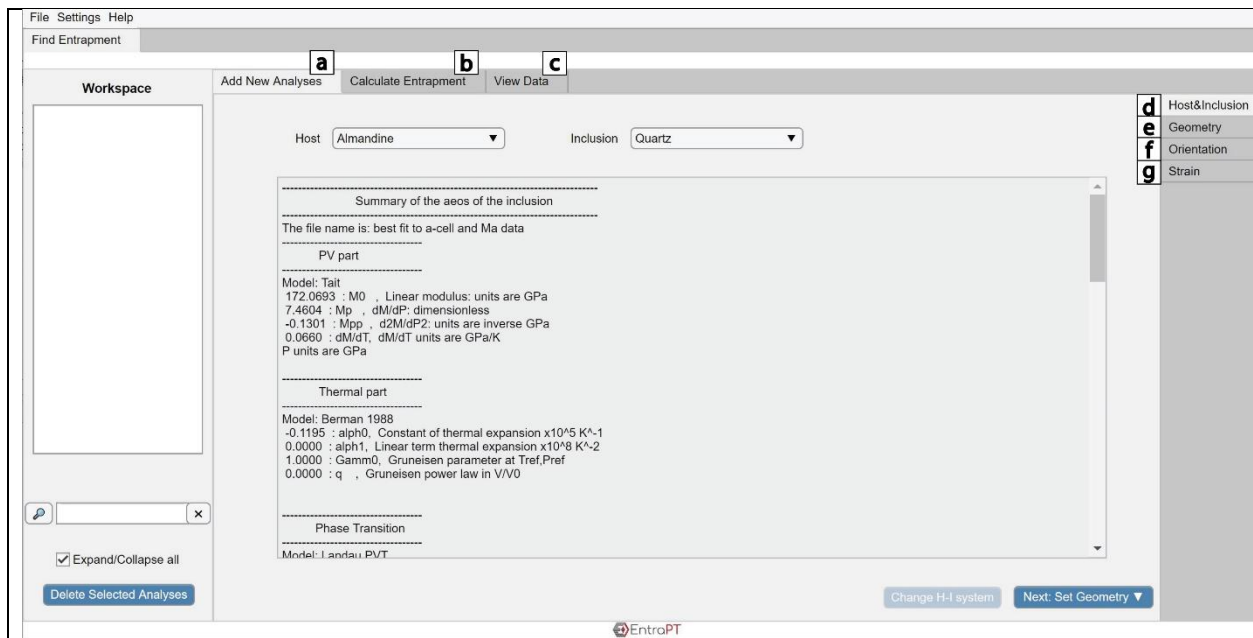 File Settings Help
Find Entrapment
Workspace
a
b
c
Add New Analyses
Calculate Entrapment
View Data
Host Almandine
Inclusion Quartz
-------------------------------------------------------------------------------
Summary of the aeos of the inclusion
-------------------------------------------------------------------------------
The file name is: best fit to a-cell and Ma data
-----------------------------------
PV part
-----------------------------------
Model: Tait
172.0693 : M0 , Linear modulus: units are GPa
7.4604 : Mp , dM/dP: dimensionless
-0.1301 : Mpp , d2M/dP2: units are inverse GPa
0.0660 : dM/dT, dM/dT units are GPa/K
P units are GPa
-----------------------------------
Thermal part
-----------------------------------
Model: Berman 1988
-0.1195 : alph0, Constant of thermal expansion x10^5 K^-1
0.0000 : alph1, Linear term thermal expansion x10^8 K^-2
1.0000 : Gamm0, Gruneisen parameter at Tref,Pref
0.0000 : q , Gruneisen power law in V/V0
-----------------------------------
Phase Transition
-----------------------------------
Model: Landau PVT
d Host&Inclusion
e Geometry
f Orientation
g Strain
Expand/Collapse all
Delete Selected Analyses
Change H-I system
Next: Set Geometry ▼
EntraPT